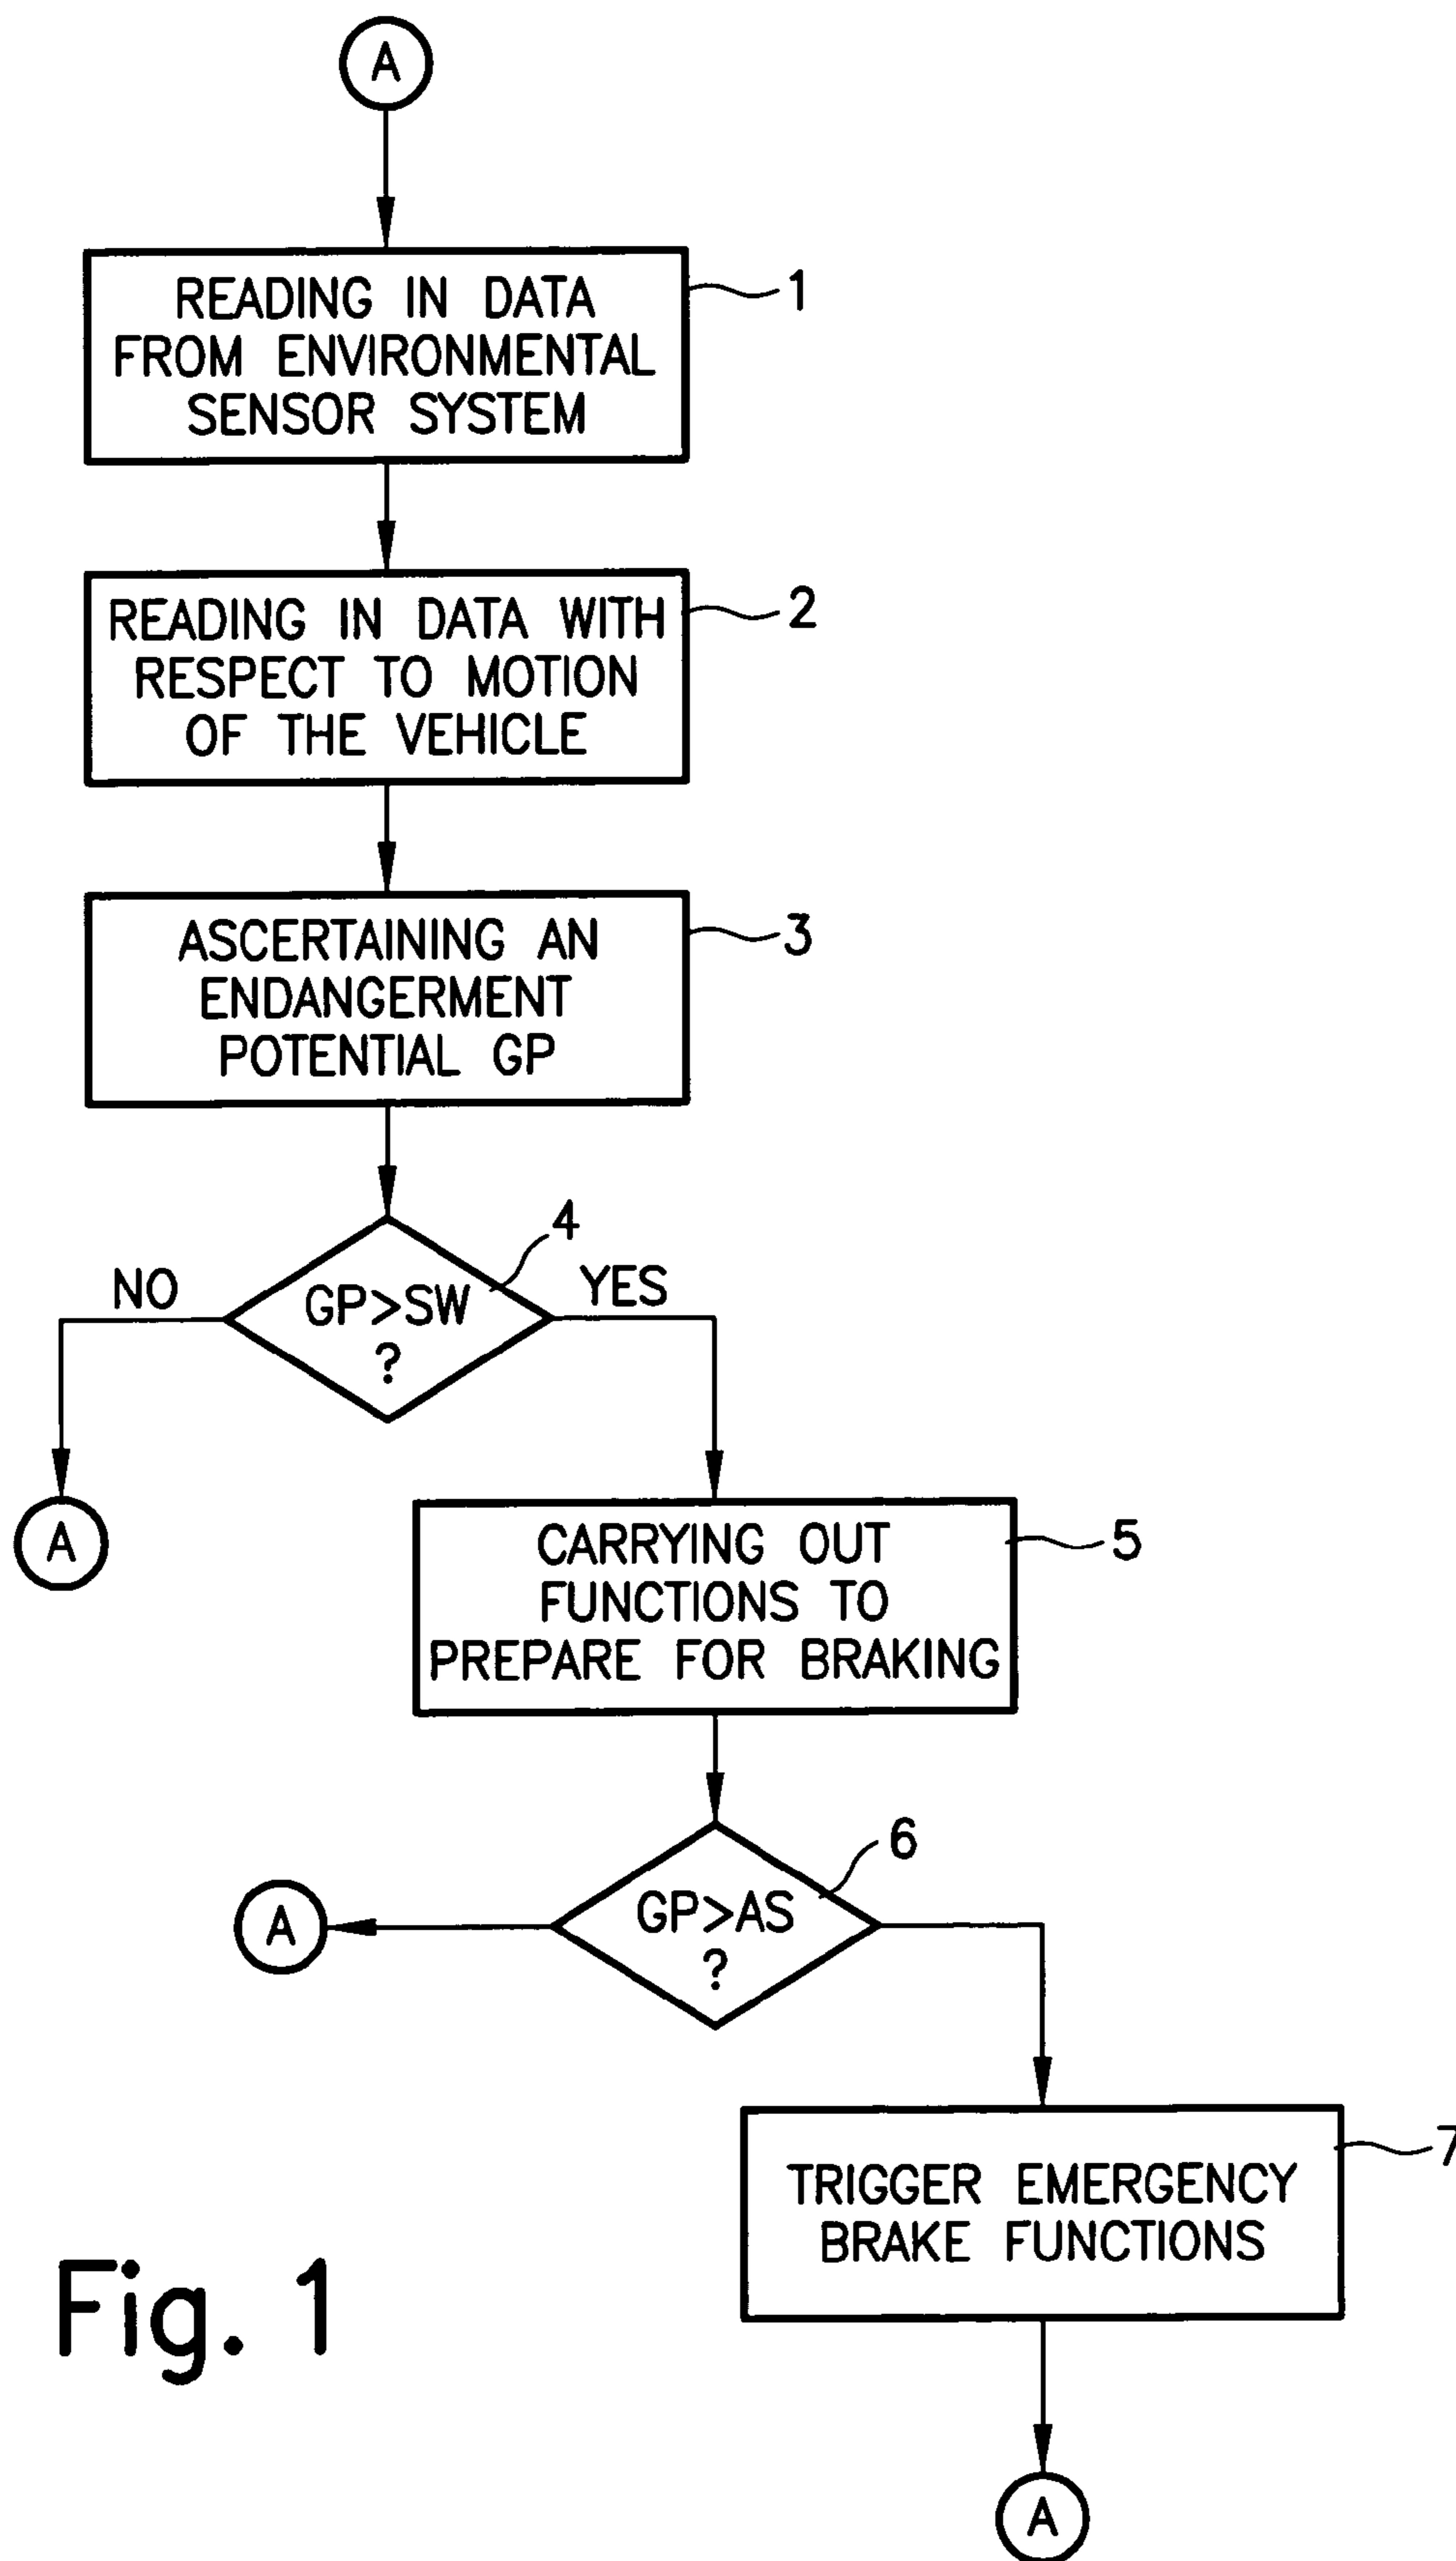 A
READING IN DATA
FROM ENVIRONMENTAL
SENSOR SYSTEM
1
READING IN DATA WITH
RESPECT TO MOTION
OF THE VEHICLE
2
ASCERTAINING AN
ENDANGERMENT
POTENTIAL GP
3
4
NO
GP>SW
?
YES
A
CARRYING OUT
FUNCTIONS TO
PREPARE FOR BRAKING
5
6
GP>AS
?
A
TRIGGER EMERGENCY
BRAKE FUNCTIONS
7
A
Fig. 1